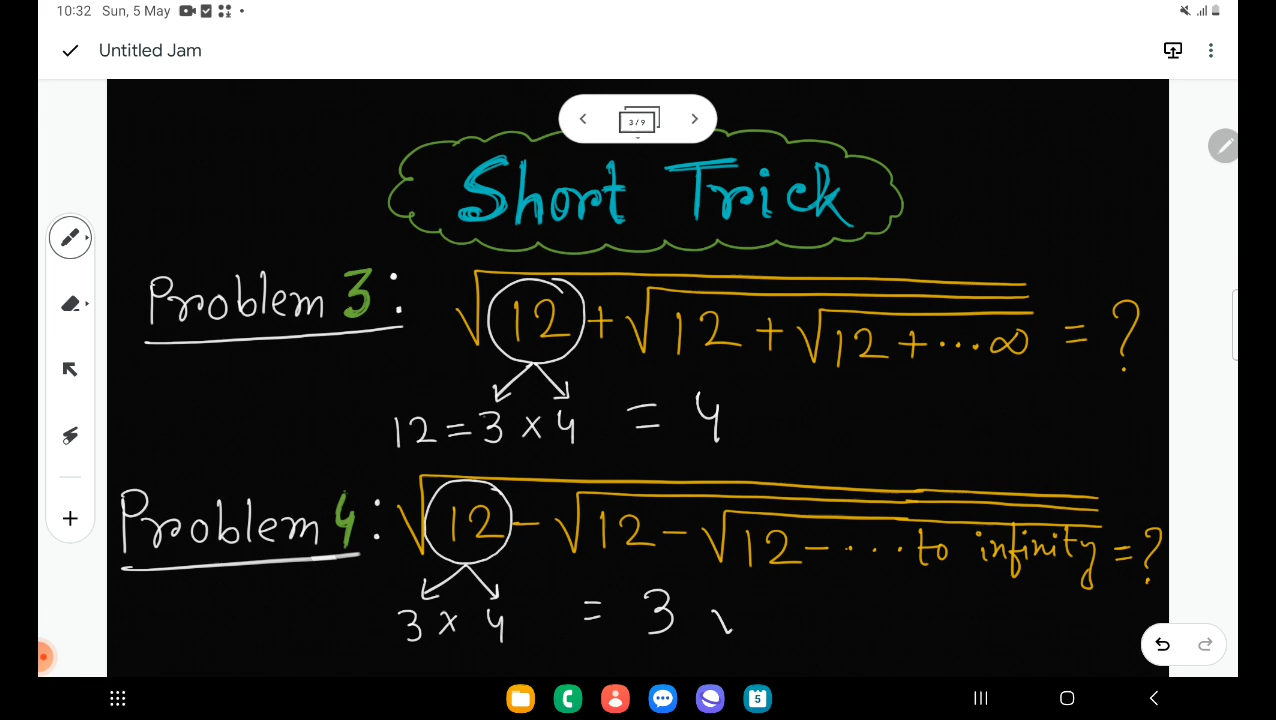 10:32 Sun, 5 May
Untitled Jam
3 / 9
Short Trick
Problem 3 : √12 + √12 + √12 + ... ∞ = ?
12 = 3 × 4 = 4
Problem 4 : √12 - √12 - √12 - .... to infinity = ?
3 × 4 = 3
5